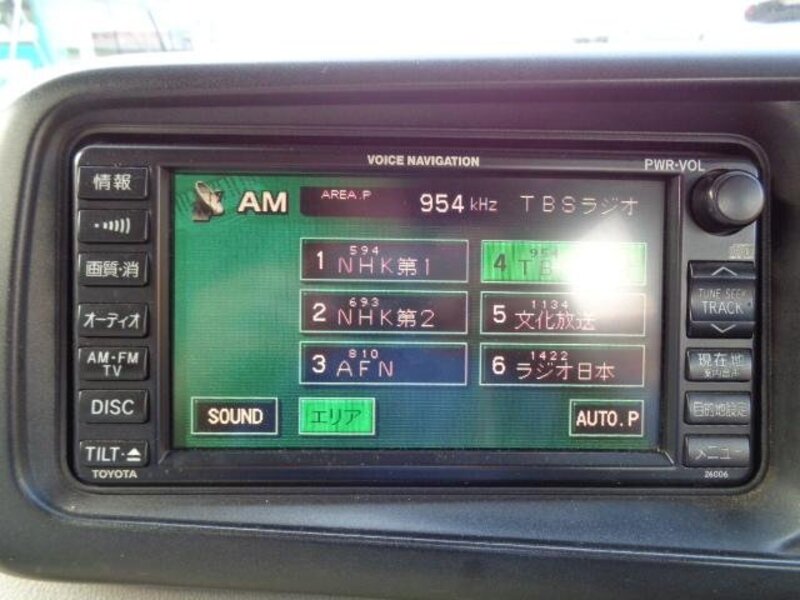 VOICE NAVIGATION
PWR・VOL
情報
画質・消
オーディオ
AM・FM
TV
DISC
TILT・⏏
TOYOTA
AM
AREA.P
954 kHz TBSラジオ
594
1 NHK第1
693
2 NHK第2
810
3 AFN
954
4 TB
1134
5 文化放送
1422
6 ラジオ日本
SOUND
エリア
AUTO.P
TUNE・SEEK
TRACK
現在地
目的地設定
メニュー
26006